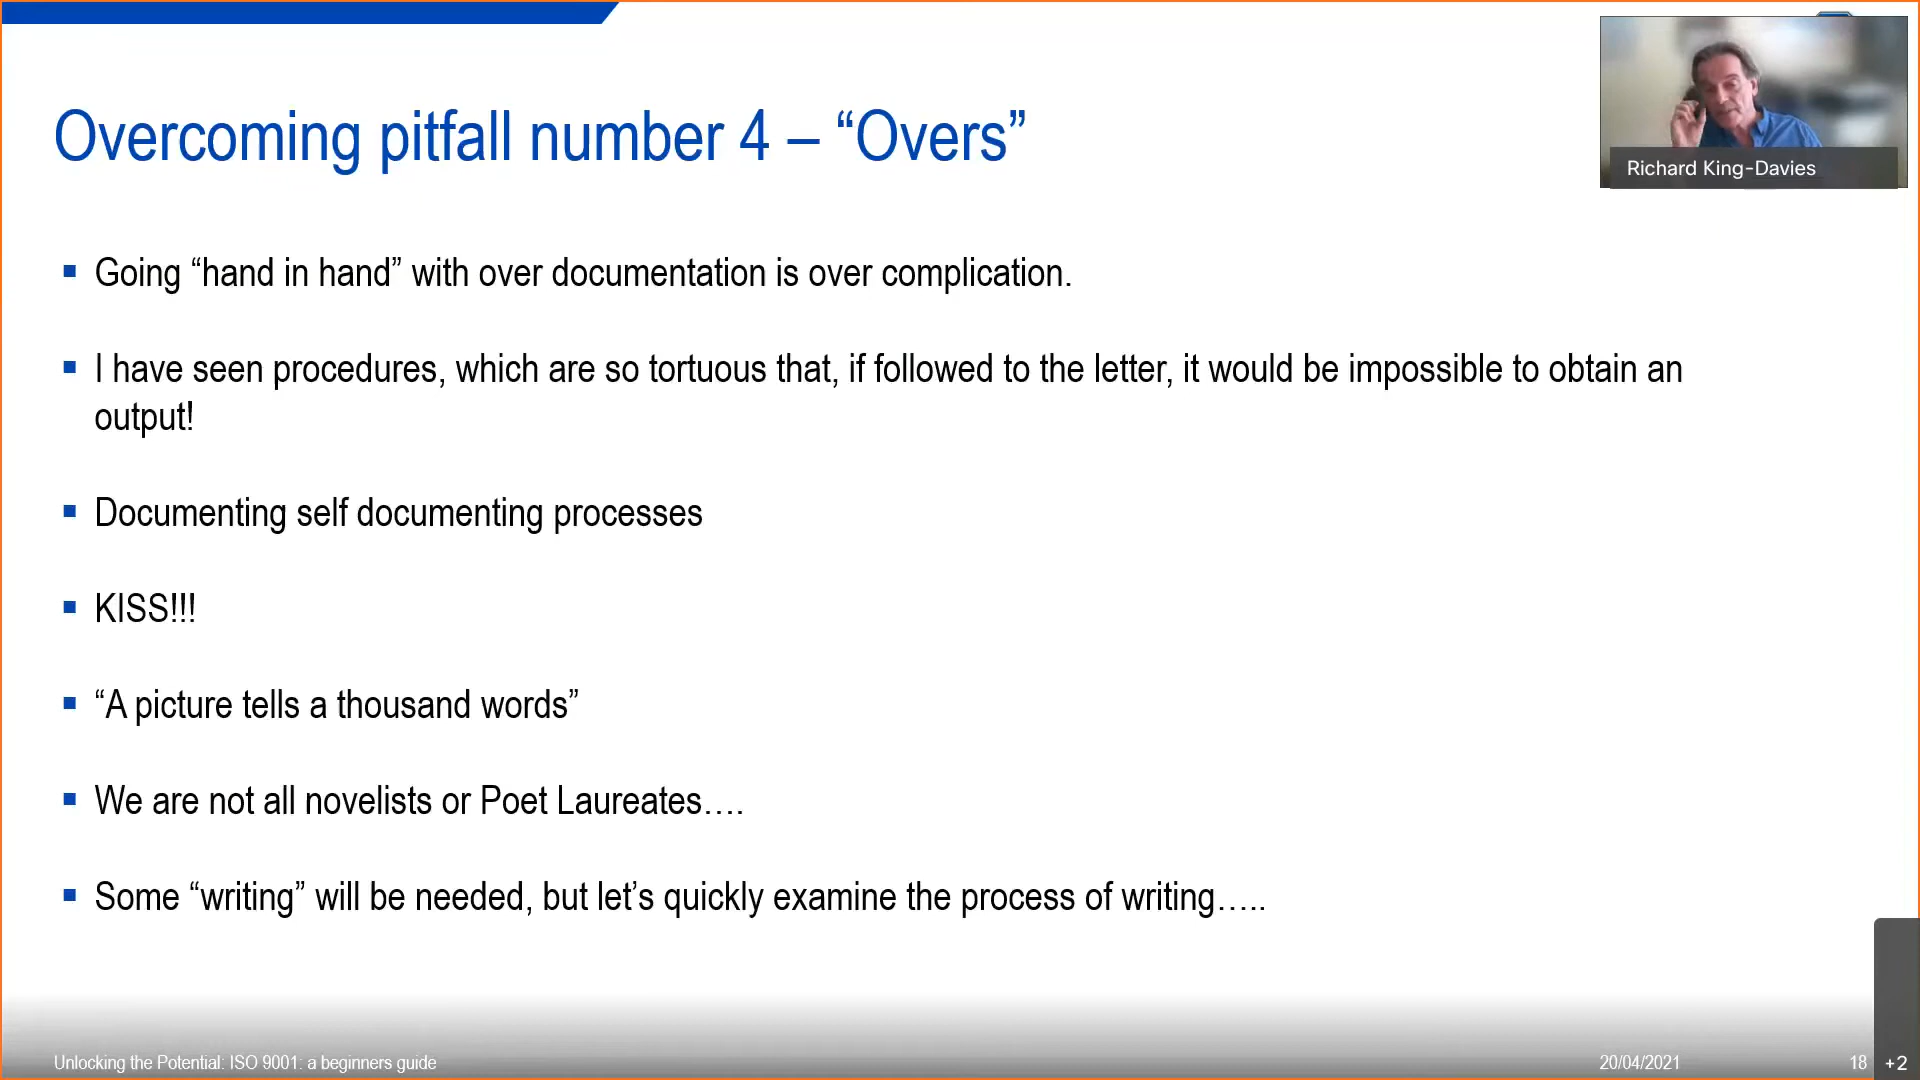 Overcoming pitfall number 4 – “Overs”
Richard King-Davies
▪ Going “hand in hand” with over documentation is over complication.
▪ I have seen procedures, which are so tortuous that, if followed to the letter, it would be impossible to obtain an
output!
▪ Documenting self documenting processes
▪ KISS!!!
▪ “A picture tells a thousand words”
▪ We are not all novelists or Poet Laureates….
▪ Some “writing” will be needed, but let’s quickly examine the process of writing…..
Unlocking the Potential: ISO 9001: a beginners guide
20/04/2021
18
+2